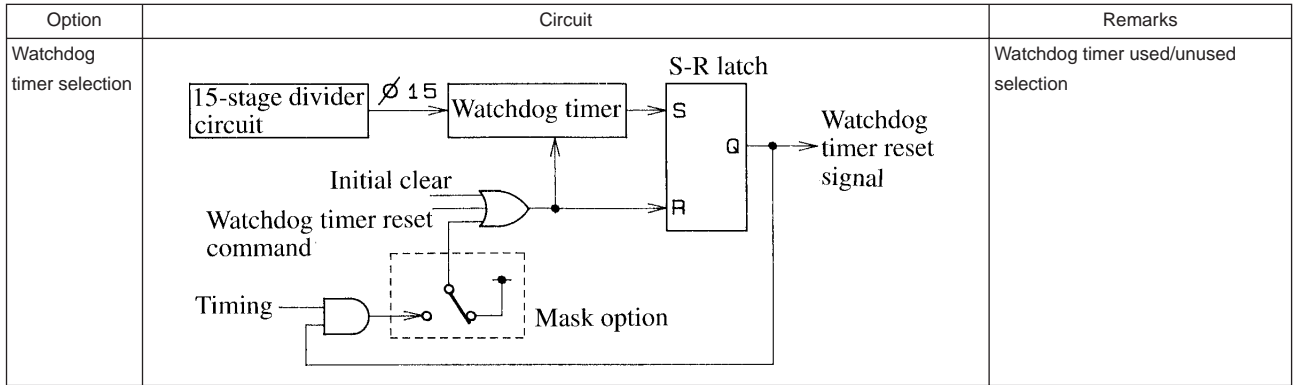 Option
Circuit
Remarks
Watchdog
timer selection
Watchdog timer used/unused
selection
S-R latch
15-stage divider
circuit
ø 15
Watchdog timer
S
Q
R
Watchdog
timer reset
signal
Initial clear
Watchdog timer reset
command
Timing
Mask option